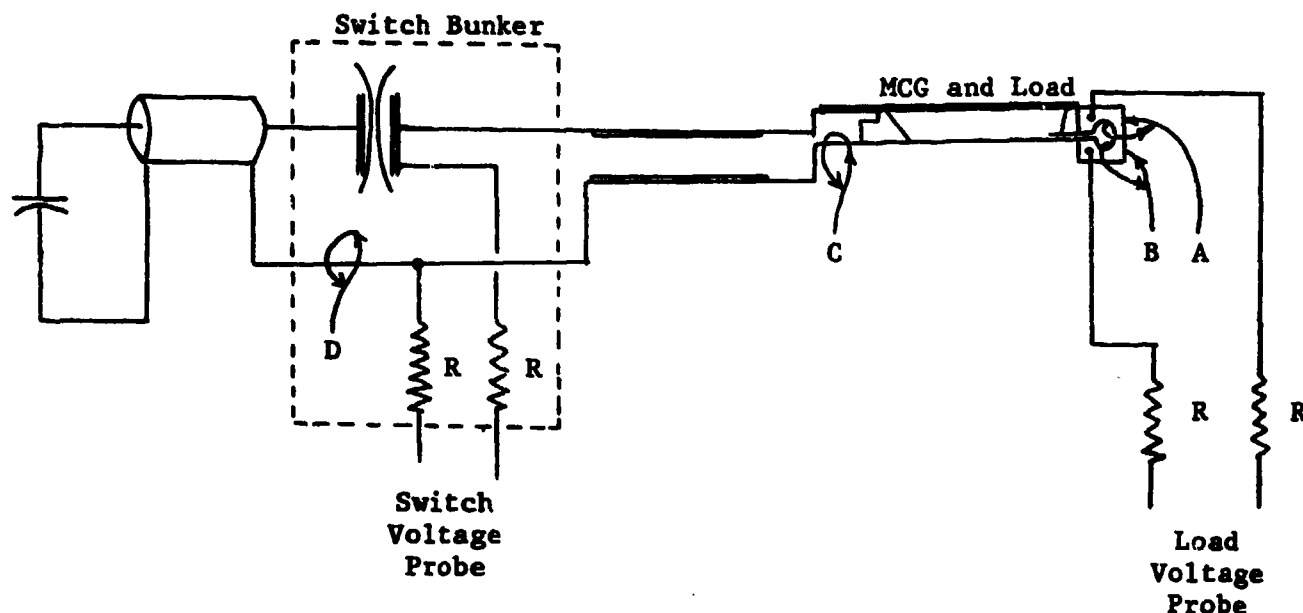 Switch Bunker
MCG and Load
C
B
A
D
R
R
R
R
Switch
Voltage
Probe
Load
Voltage
Probe